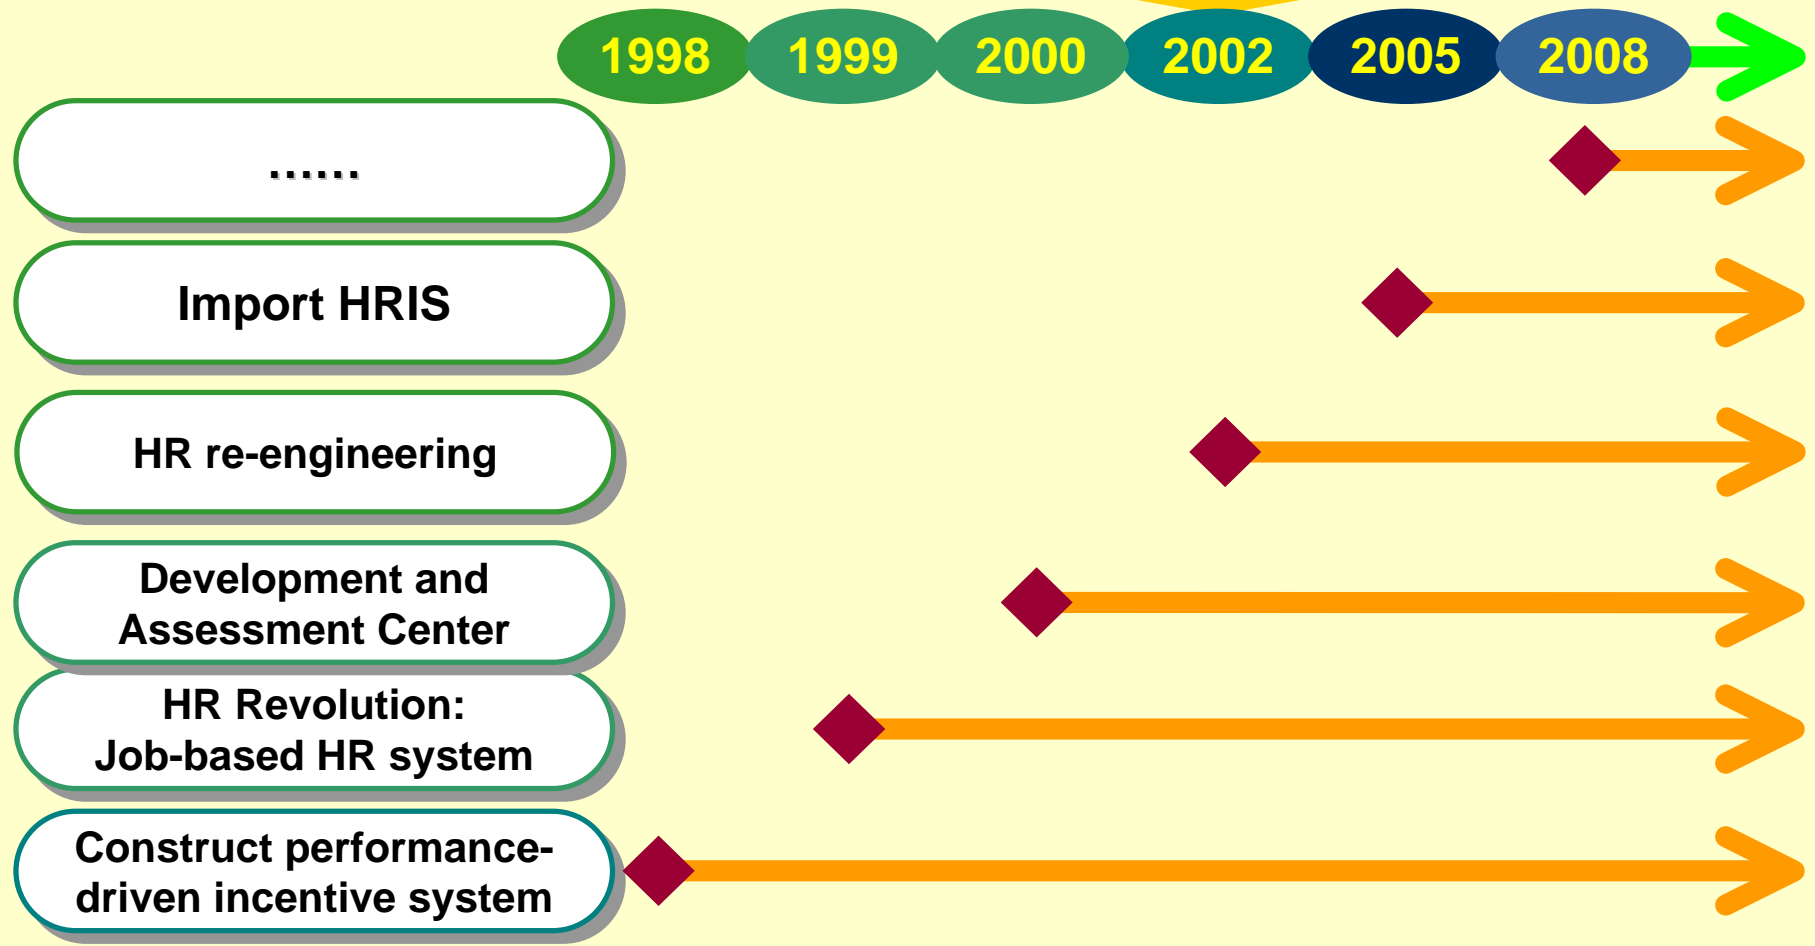 1998 1999 2000 2002 2005 2008
......
Import HRIS
HR re-engineering
Development and
Assessment Center
HR Revolution:
Job-based HR system
Construct performance-
driven incentive system